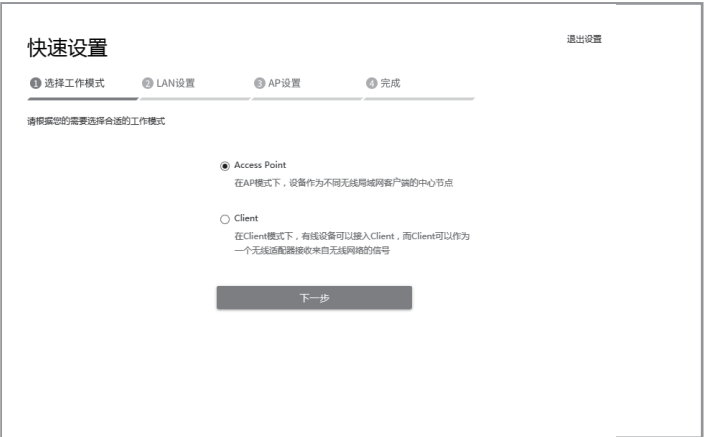 快速设置
退出设置
1 选择工作模式 2 LAN设置 3 AP设置 4 完成
请根据您的需要选择合适的工作模式
Access Point
在AP模式下，设备作为不同无线局域网客户端的中心节点
Client
在Client模式下，有线设备可以接入Client，而Client可以作为
一个无线适配器接收来自无线网络的信号
下一步